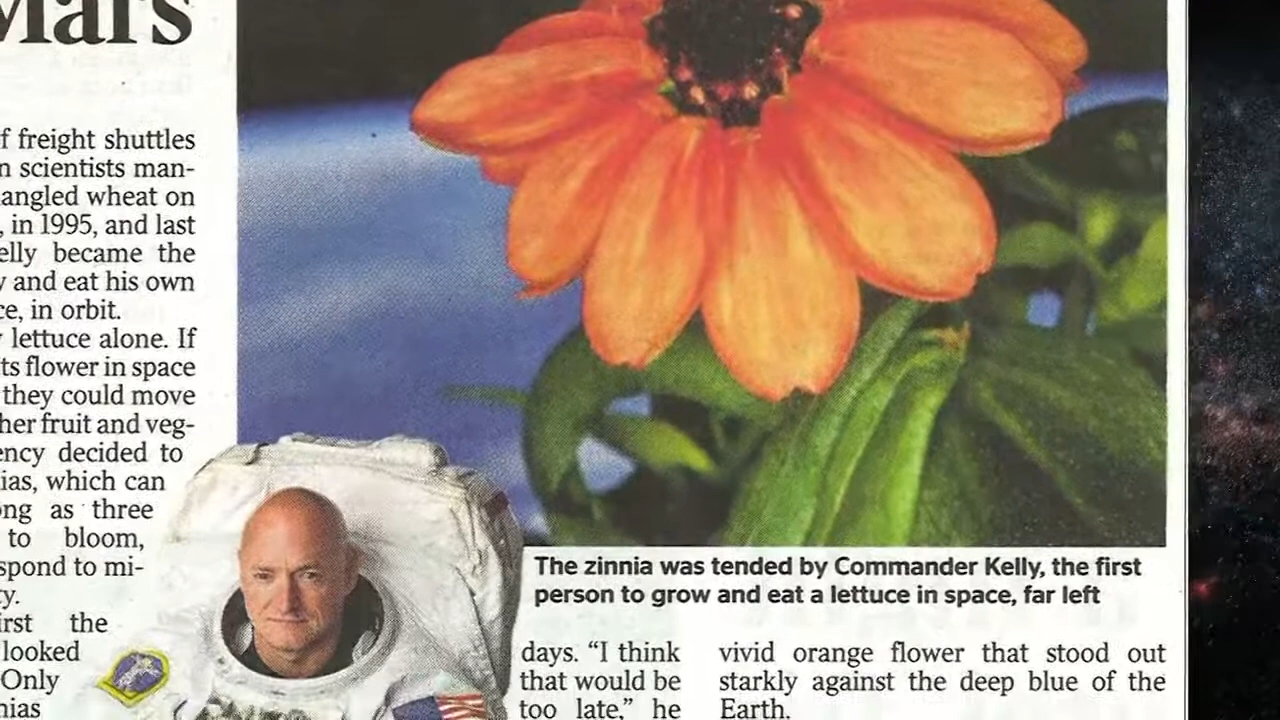 Mars
f freight shuttles
n scientists man-
angled wheat on
, in 1995, and last
elly became the
and eat his own
ce, in orbit.
lettuce alone. If
ts flower in space
they could move
her fruit and veg-
ency decided to
ias, which can
ng as three
to bloom,
spond to mi-
ty.
irst the
looked
Only
nias
The zinnia was tended by Commander Kelly, the first
person to grow and eat a lettuce in space, far left
days. “I think
that would be
too late,” he
vivid orange flower that stood out
starkly against the deep blue of the
Earth.